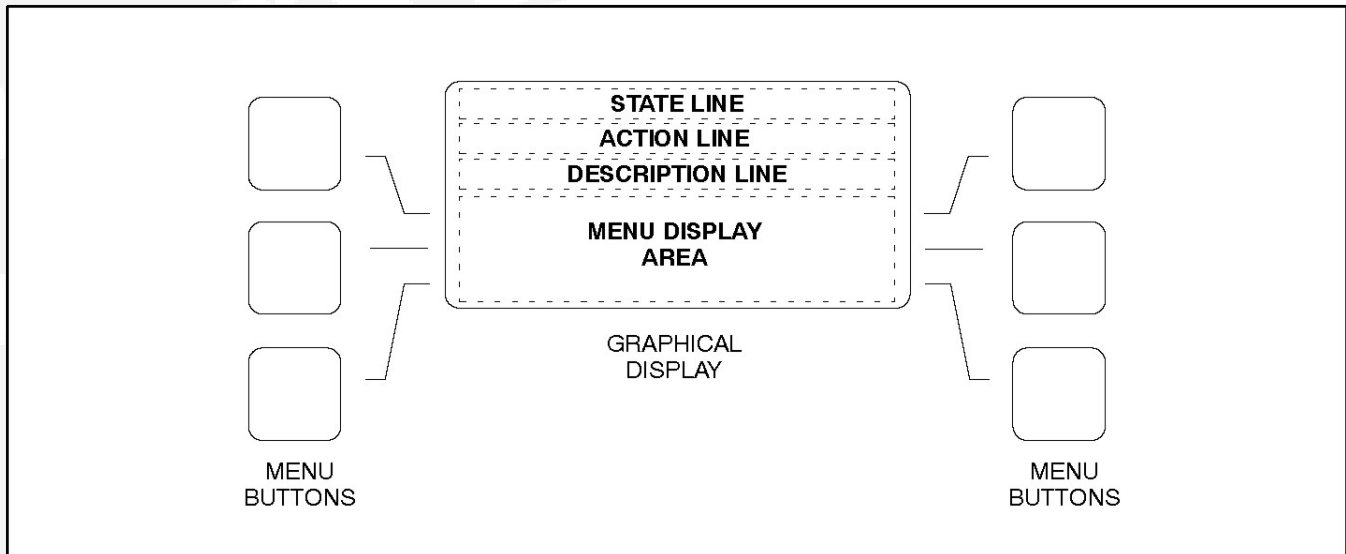 STATE LINE
ACTION LINE
DESCRIPTION LINE
MENU DISPLAY
AREA
GRAPHICAL
DISPLAY
MENU
BUTTONS
MENU
BUTTONS